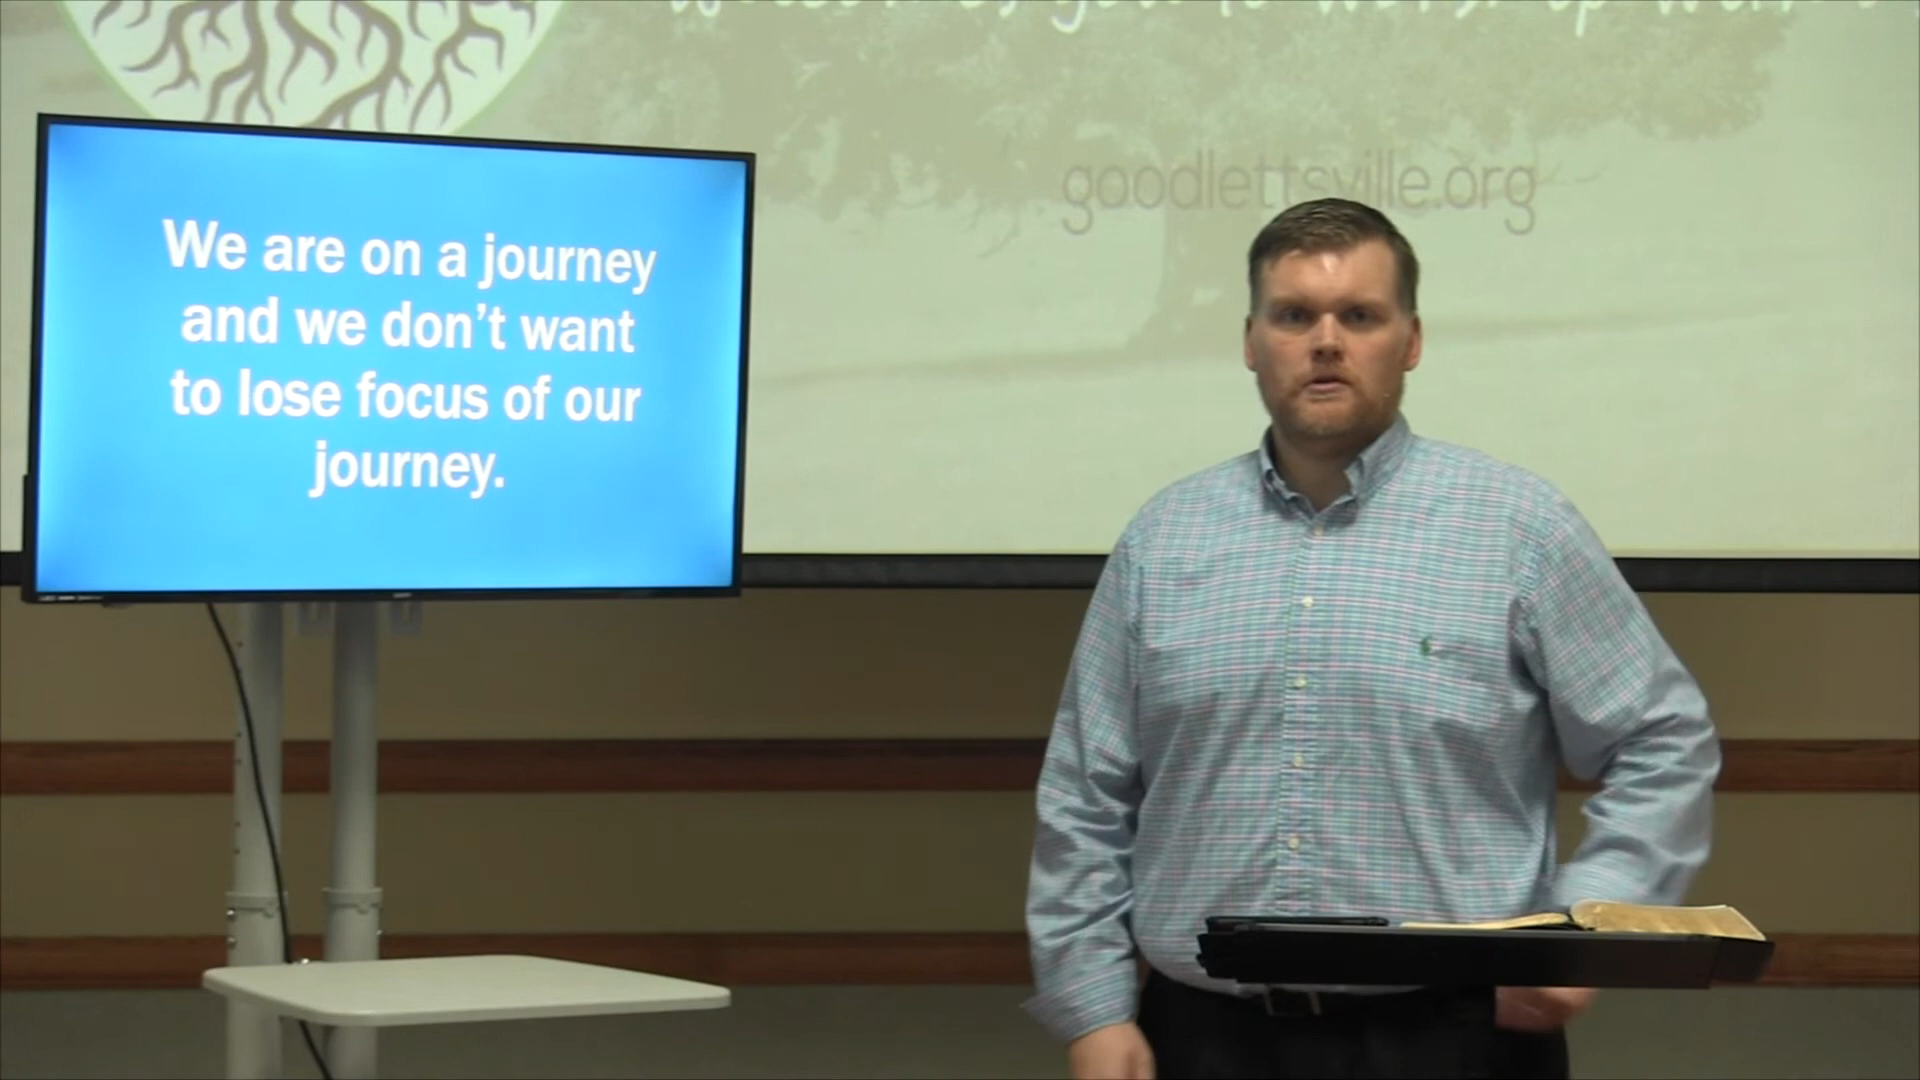 We are on a journey
and we don't want
to lose focus of our
journey.
goodlettsville.org